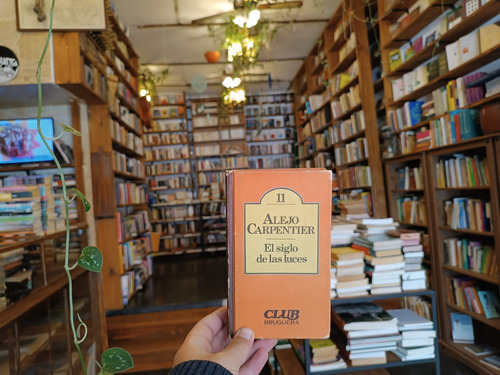 11
ALEJO
CARPENTIER
El siglo
de las luces
CLUB
BRUGUERA